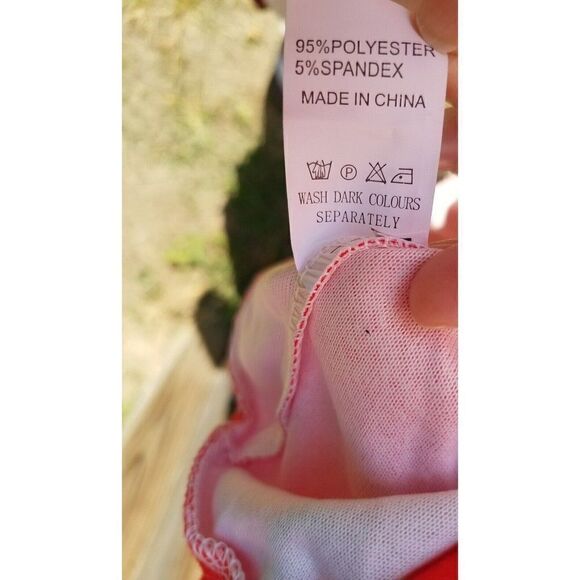 95%POLYESTER
5%SPANDEX
MADE IN CHINA
P
WASH DARK COLOURS
SEPARATELY